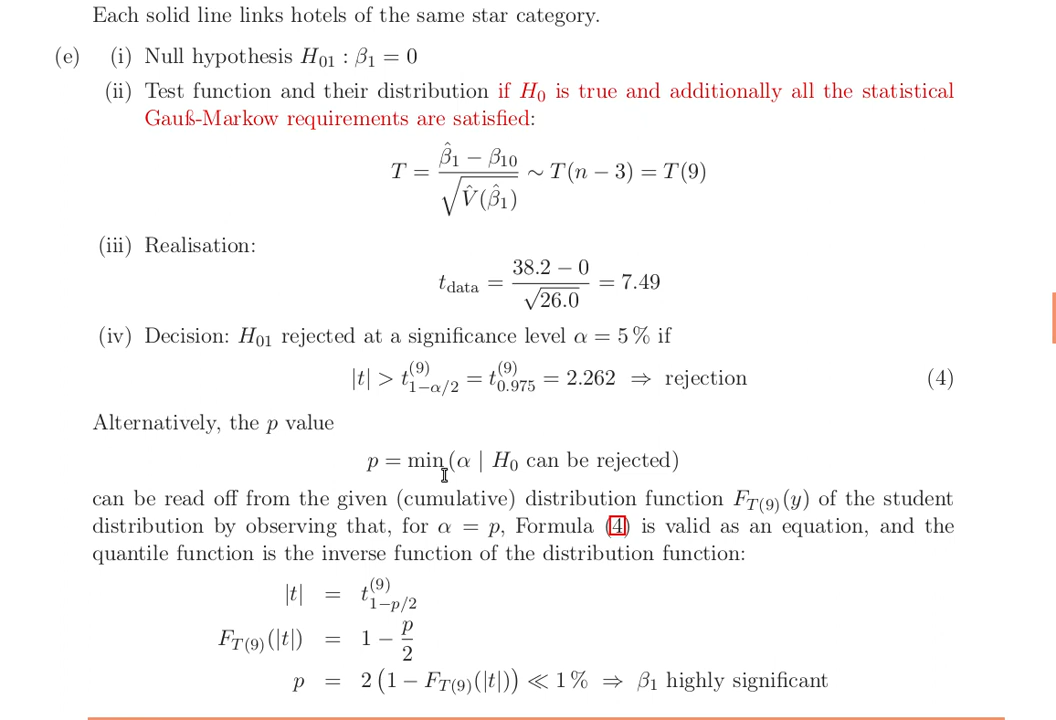 Each solid line links hotels of the same star category.
(e) (i) Null hypothesis H₀₁ : β₁ = 0
(ii) Test function and their distribution if H₀ is true and additionally all the statistical
Gauß-Markow requirements are satisfied:
T = (β̂₁ − β₁₀) / √(V̂(β̂₁)) ∼ T(n − 3) = T(9)
(iii) Realisation:
t_data = (38.2 − 0) / √26.0 = 7.49
(iv) Decision: H₀₁ rejected at a significance level α = 5 % if
|t| > t^(9)_{1−α/2} = t^(9)_{0.975} = 2.262 ⇒ rejection (4)
Alternatively, the p value
p = min(α | H₀ can be rejected)
can be read off from the given (cumulative) distribution function F_{T(9)}(y) of the student
distribution by observing that, for α = p, Formula (4) is valid as an equation, and the
quantile function is the inverse function of the distribution function:
|t| = t^(9)_{1−p/2}
F_{T(9)}(|t|) = 1 − p/2
p = 2 (1 − F_{T(9)}(|t|)) ≪ 1 % ⇒ β₁ highly significant